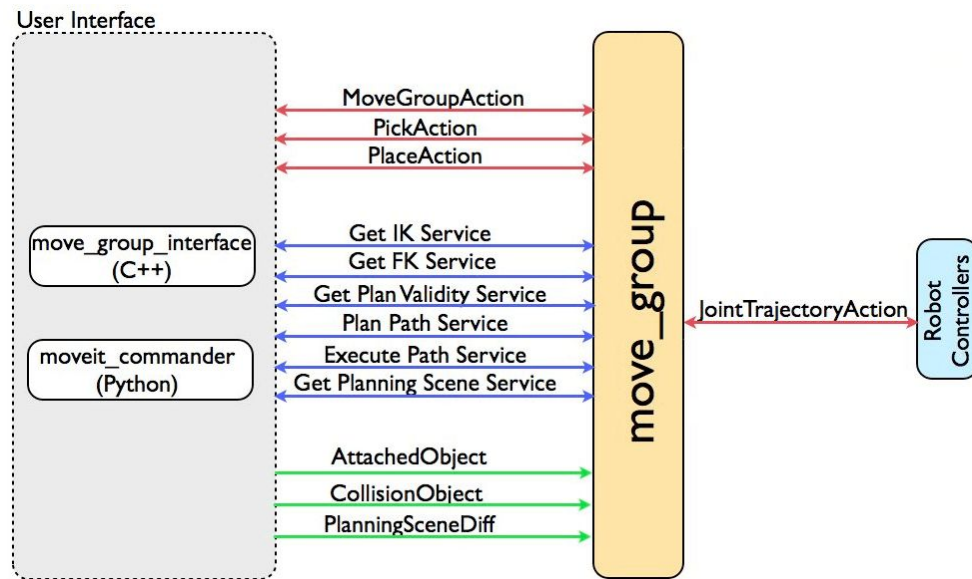 User Interface
MoveGroupAction
PickAction
PlaceAction
move_group_interface
(C++)
moveit_commander
(Python)
Get IK Service
Get FK Service
Get Plan Validity Service
Plan Path Service
Execute Path Service
Get Planning Scene Service
AttachedObject
CollisionObject
PlanningSceneDiff
move_group
JointTrajectoryAction
Robot
Controllers